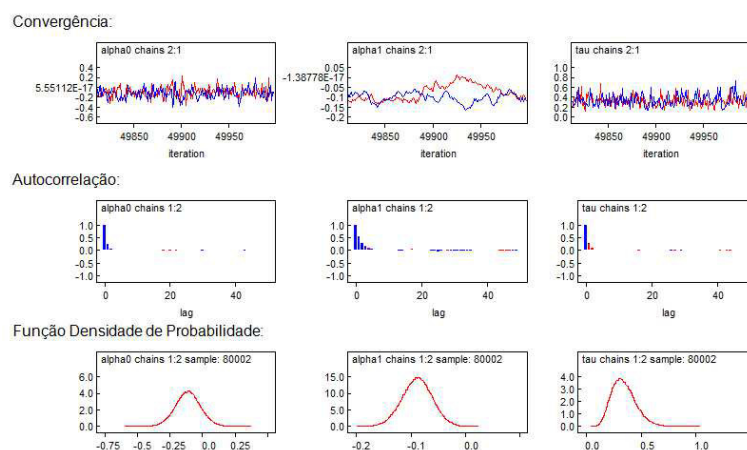 Convergência:
alpha0 chains 2:1
0.4
0.2
5.55112E-17
-0.2
-0.4
-0.6
49850 49900 49950
iteration
alpha1 chains 2:1
0.05
-1.38778E-17
-0.05
-0.1
-0.15
-0.2
49850 49900 49950
iteration
tau chains 2:1
1.0
0.8
0.6
0.4
0.2
0.0
49850 49900 49950
iteration
Autocorrelação:
alpha0 chains 1:2
1.0
0.5
0.0
-0.5
-1.0
0 20 40
lag
alpha1 chains 1:2
1.0
0.5
0.0
-0.5
-1.0
0 20 40
lag
tau chains 1:2
1.0
0.5
0.0
-0.5
-1.0
0 20 40
lag
Função Densidade de Probabilidade:
alpha0 chains 1:2 sample: 80002
6.0
4.0
2.0
0.0
-0.75 -0.5 -0.25 0.0 0.25
alpha1 chains 1:2 sample: 80002
15.0
10.0
5.0
0.0
-0.2 -0.1 0.0
tau chains 1:2 sample: 80002
4.0
3.0
2.0
1.0
0.0
0.0 0.5 1.0